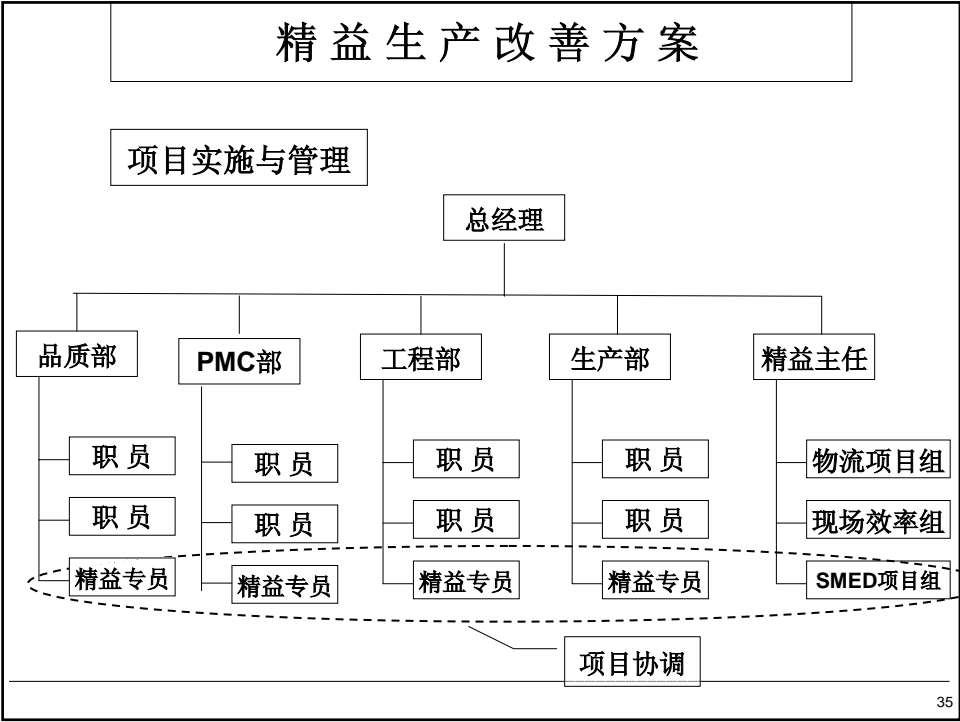 精益生产改善方案
项目实施与管理
总经理
品质部
PMC部
工程部
生产部
精益主任
职 员
职 员
职 员
职 员
物流项目组
职 员
职 员
职 员
职 员
现场效率组
精益专员
精益专员
精益专员
精益专员
SMED项目组
项目协调
35